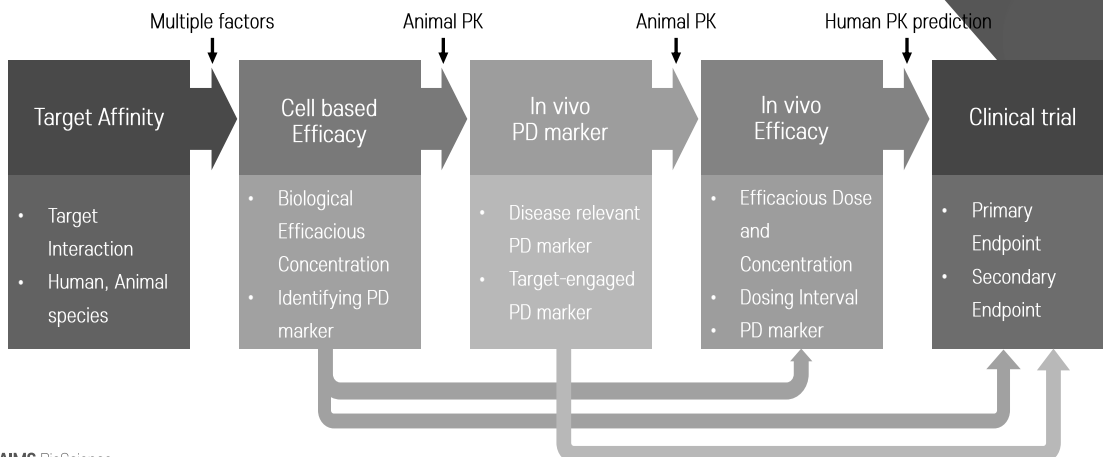 Multiple factors
Animal PK
Animal PK
Human PK prediction
Target Affinity
Cell based
Efficacy
In vivo
PD marker
In vivo
Efficacy
Clinical trial
• Target
Interaction
• Human, Animal
species
• Biological
Efficacious
Concentration
• Identifying PD
marker
• Disease relevant
PD marker
• Target-engaged
PD marker
• Efficacious Dose
and
Concentration
• Dosing Interval
• PD marker
• Primary
Endpoint
• Secondary
Endpoint
AIMS BioScience